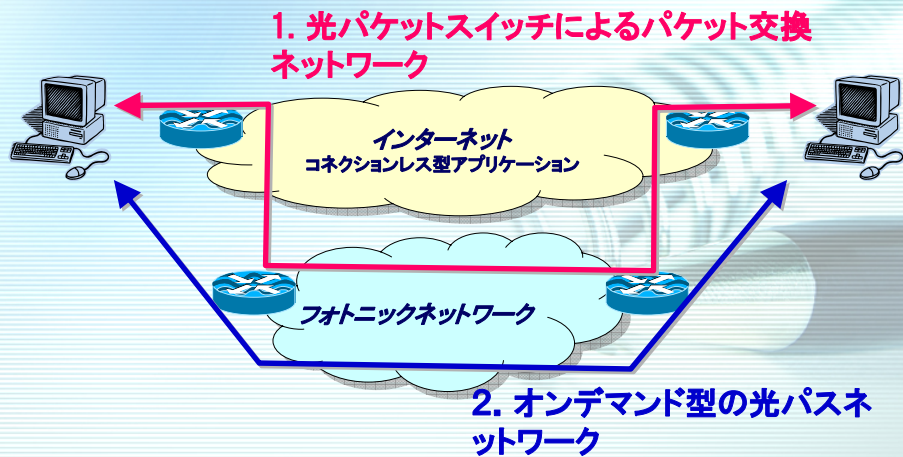 1. 光パケットスイッチによるパケット交換
ネットワーク
インターネット
コネクションレス型アプリケーション
フォトニックネットワーク
2. オンデマンド型の光パスネ
ットワーク